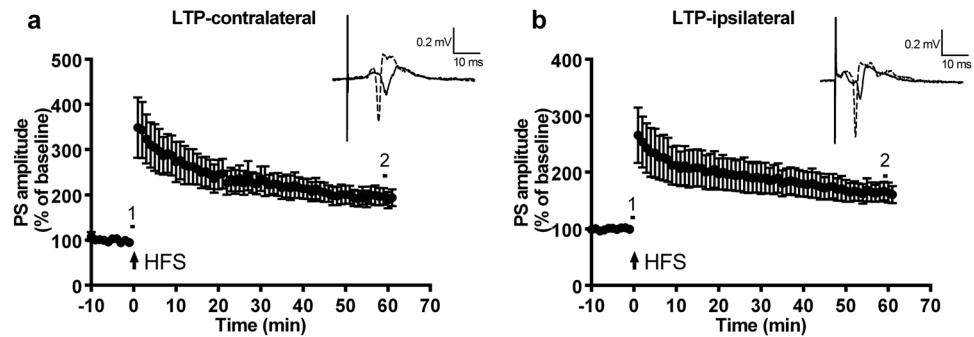 a
LTP-contralateral
0.2 mV
10 ms
PS amplitude
(% of baseline)
500
400
300
200
100
0
1
2
HFS
-10 0 10 20 30 40 50 60 70
Time (min)
b
LTP-ipsilateral
0.2 mV
10 ms
PS amplitude
(% of baseline)
400
300
200
100
0
1
2
HFS
-10 0 10 20 30 40 50 60 70
Time (min)